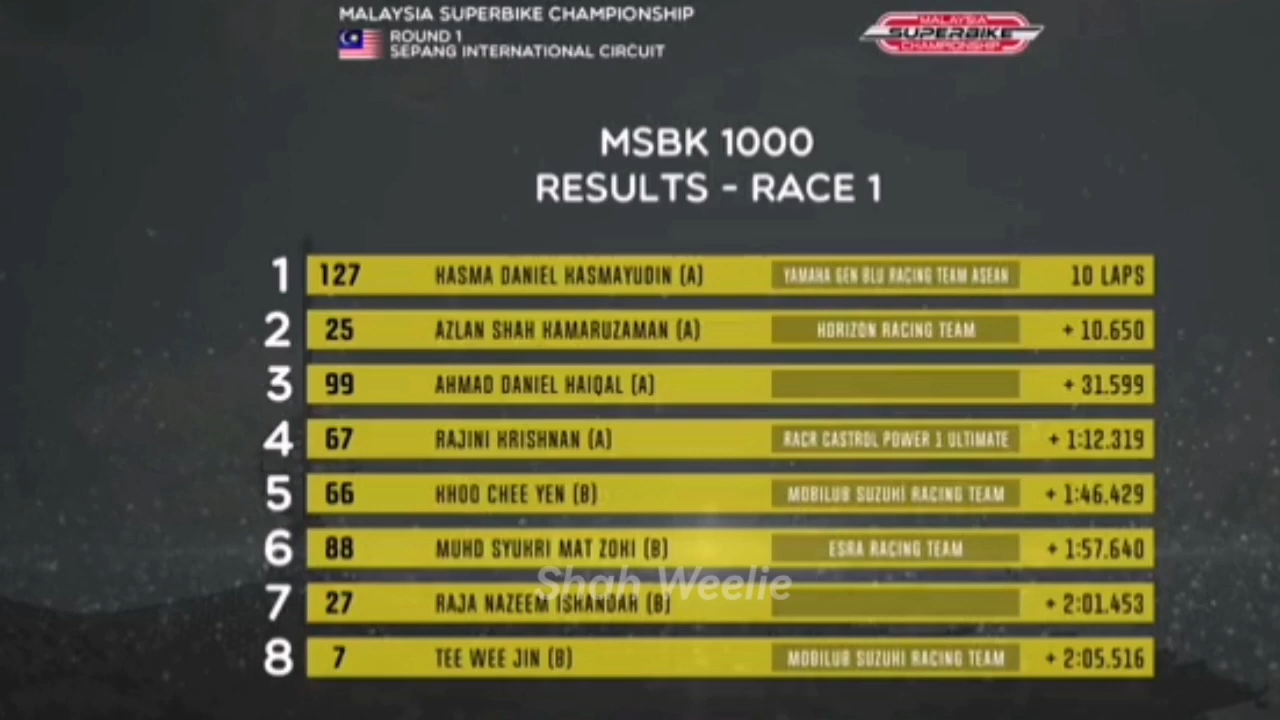 MALAYSIA SUPERBIKE CHAMPIONSHIP
ROUND 1
SEPANG INTERNATIONAL CIRCUIT
MALAYSIA
SUPERBIKE
CHAMPIONSHIP
MSBK 1000
RESULTS - RACE 1
1 127 HASMA DANIEL HASMAYUDIN (A) YAMAHA GEN BLU RACING TEAM ASEAN 10 LAPS
2 25 AZLAN SHAH KAMARUZAMAN (A) HORIZON RACING TEAM + 10.650
3 99 AHMAD DANIEL HAIQAL (A) + 31.599
4 67 RAJINI KRISHNAN (A) RACR CASTROL POWER 1 ULTIMATE + 1:12.319
5 66 KHOO CHEE YEN (B) MOBILUB SUZUKI RACING TEAM + 1:46.429
6 88 MUHD SYUKRI MAT ZOKI (B) ESRA RACING TEAM + 1:57.640
Shah Weelie
7 27 RAJA NAZEEM ISKANDAR (B) + 2:01.453
8 7 TEE WEE JIN (B) MOBILUB SUZUKI RACING TEAM + 2:05.516